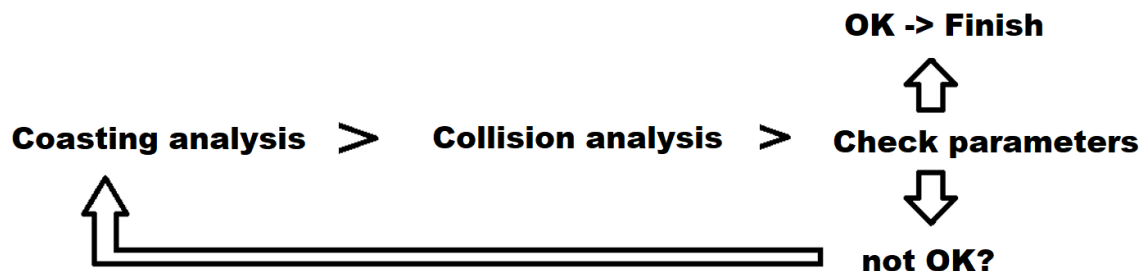 OK -> Finish
Coasting analysis > Collision analysis > Check parameters
not OK?